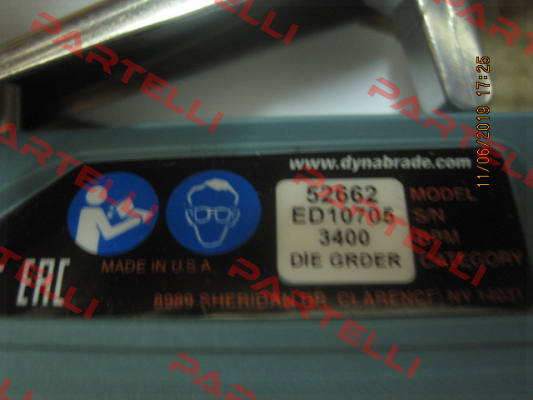 www.dynabrade.com
52662 MODEL
ED10705 S/N
3400 RPM
DIE GRDER CATEGORY
MADE IN U.S.A.
EAC
8989 SHERIDAN DR. CLARENCE, NY 14031
11/06/2019 17:25
PARTELLI
PARTELLI
PARTELLI
PARTELLI
PARTELLI
PARTELLI
PARTELLI